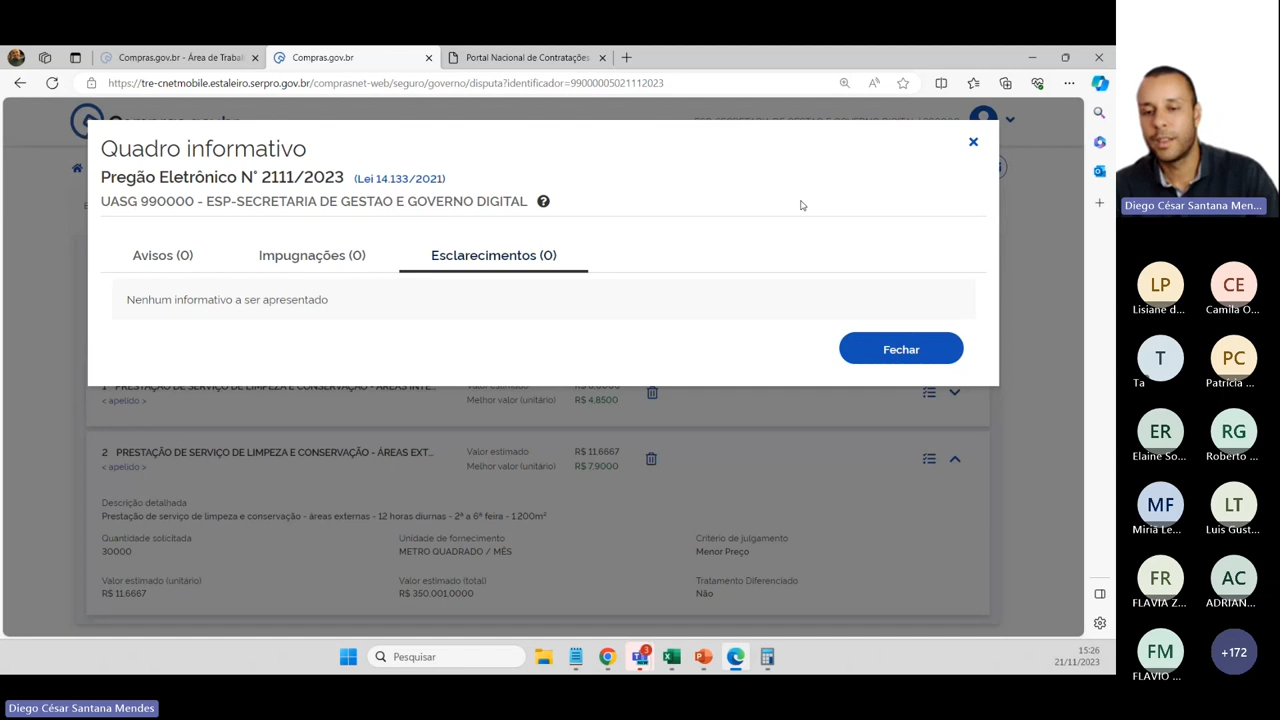 Compras.gov.br - Área de Trabal
Compras.gov.br
Portal Nacional de Contratações
https://tre-cnetmobile.estaleiro.serpro.gov.br/comprasnet-web/seguro/governo/disputa?identificador=99000005021112023
Quadro informativo
Pregão Eletrônico N° 2111/2023 (Lei 14.133/2021)
UASG 990000 - ESP-SECRETARIA DE GESTAO E GOVERNO DIGITAL
Avisos (0) Impugnações (0) Esclarecimentos (0)
Nenhum informativo a ser apresentado
Fechar
< apelido >
Melhor valor (unitário) R$ 4,8500
2 PRESTAÇÃO DE SERVIÇO DE LIMPEZA E CONSERVAÇÃO - ÁREAS EXT...
Valor estimado R$ 11,6667
< apelido >
Melhor valor (unitário) R$ 7,9000
Descrição detalhada
Prestação de serviço de limpeza e conservação - áreas externas - 12 horas diurnas - 2ª a 6ª feira - 1.200m²
Quantidade solicitada Unidade de fornecimento Critério de julgamento
30000 METRO QUADRADO / MÊS Menor Preço
Valor estimado (unitário) Valor estimado (total) Tratamento Diferenciado
R$ 11,6667 R$ 350.001,0000 Não
Pesquisar
3
15:26
21/11/2023
Diego César Santana Men...
LP CE
Lisiane d... Camila O...
T PC
Ta Patrícia ...
ER RG
Elaine So... Roberto ...
MF LT
Miriã Le... Luis Gust...
FR AC
FLAVIA Z... ADRIAN...
FM +172
FLAVIO ...
Diego César Santana Mendes